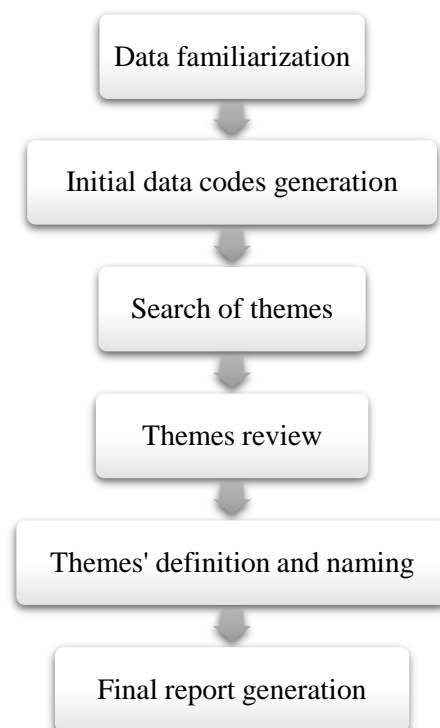 Data familiarization
Initial data codes generation
Search of themes
Themes review
Themes' definition and naming
Final report generation